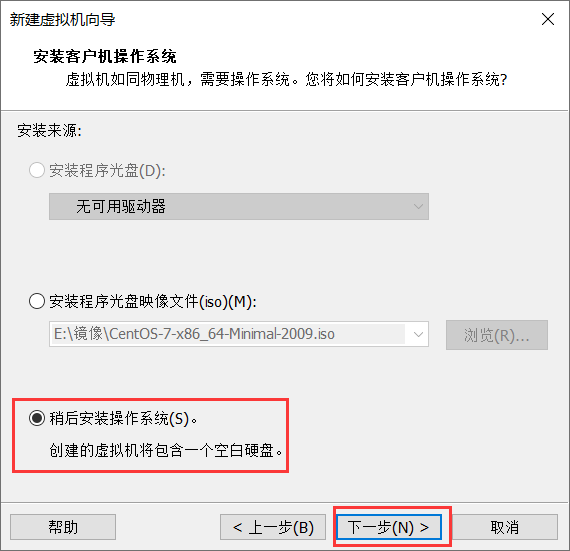 新建虚拟机向导
安装客户机操作系统
虚拟机如同物理机，需要操作系统。您将如何安装客户机操作系统?
安装来源:
安装程序光盘(D):
无可用驱动器
安装程序光盘映像文件(iso)(M):
E:\镜像\CentOS-7-x86_64-Minimal-2009.iso
浏览(R)...
稍后安装操作系统(S)。
创建的虚拟机将包含一个空白硬盘。
帮助
< 上一步(B)
下一步(N) >
取消